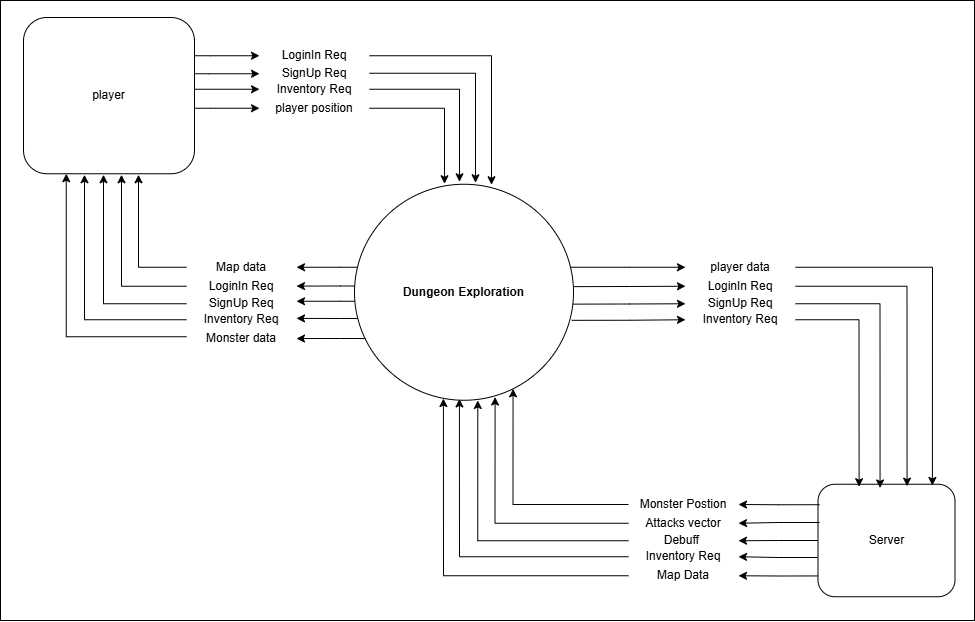 LoginIn Req
SignUp Req
Inventory Req
player position
player
Dungeon Exploration
Map data
LoginIn Req
SignUp Req
Inventory Req
Monster data
player data
LoginIn Req
SignUp Req
Inventory Req
Monster Postion
Attacks vector
Debuff
Inventory Req
Map Data
Server